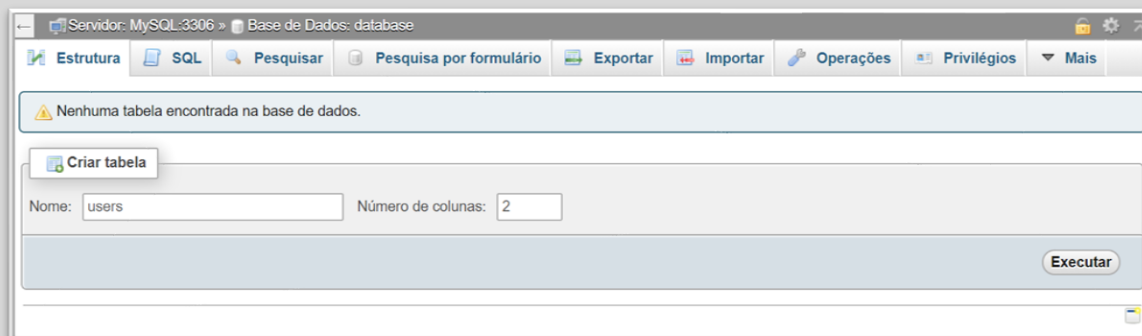 Servidor: MySQL:3306 » Base de Dados: database
Estrutura SQL Pesquisar Pesquisa por formulário Exportar Importar Operações Privilégios Mais
Nenhuma tabela encontrada na base de dados.
Criar tabela
Nome: users Número de colunas: 2
Executar